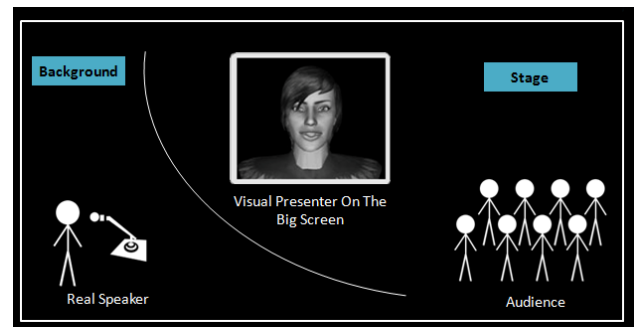 Background
Stage
Visual Presenter On The
Big Screen
Real Speaker
Audience